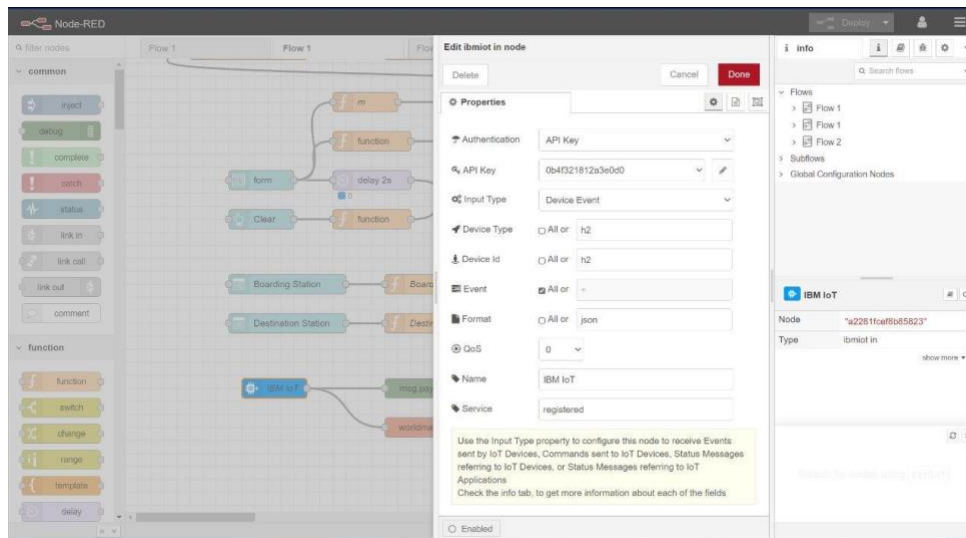 Node-RED
Deploy
filter nodes
Flow 1
Flow 1
Flow
common
inject
debug
complete
catch
status
link in
link call
link out
comment
function
function
switch
change
range
template
delay
m
function
form
delay 2s
0
Clear
function
Boarding Station
Board
Destination Station
Destin
IBM IoT
msg.pay
worldma
Edit ibmiot in node
Delete
Cancel
Done
Properties
Authentication
API Key
API Key
0b4f321812a3e0d0
Input Type
Device Event
Device Type
All or
h2
Device Id
All or
h2
Event
All or
Format
All or
json
QoS
0
Name
IBM IoT
Service
registered
Use the Input Type property to configure this node to receive Events
sent by IoT Devices, Commands sent to IoT Devices, Status Messages
referring to IoT Devices, or Status Messages referring to IoT
Applications
Check the info tab, to get more information about each of the fields
Enabled
i info
i
Search flows
Flows
Flow 1
Flow 1
Flow 2
Subflows
Global Configuration Nodes
IBM IoT
Node
"a2261fcef8b85823"
Type
ibmiot in
show more